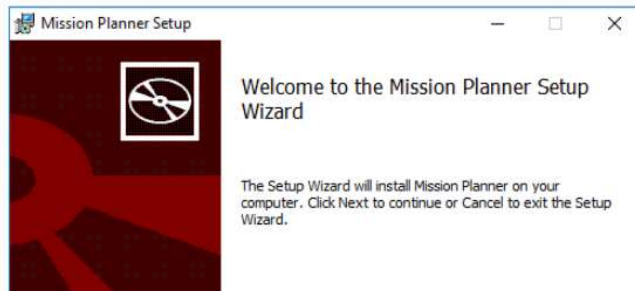 Mission Planner Setup
Welcome to the Mission Planner Setup
Wizard
The Setup Wizard will install Mission Planner on your
computer. Click Next to continue or Cancel to exit the Setup
Wizard.